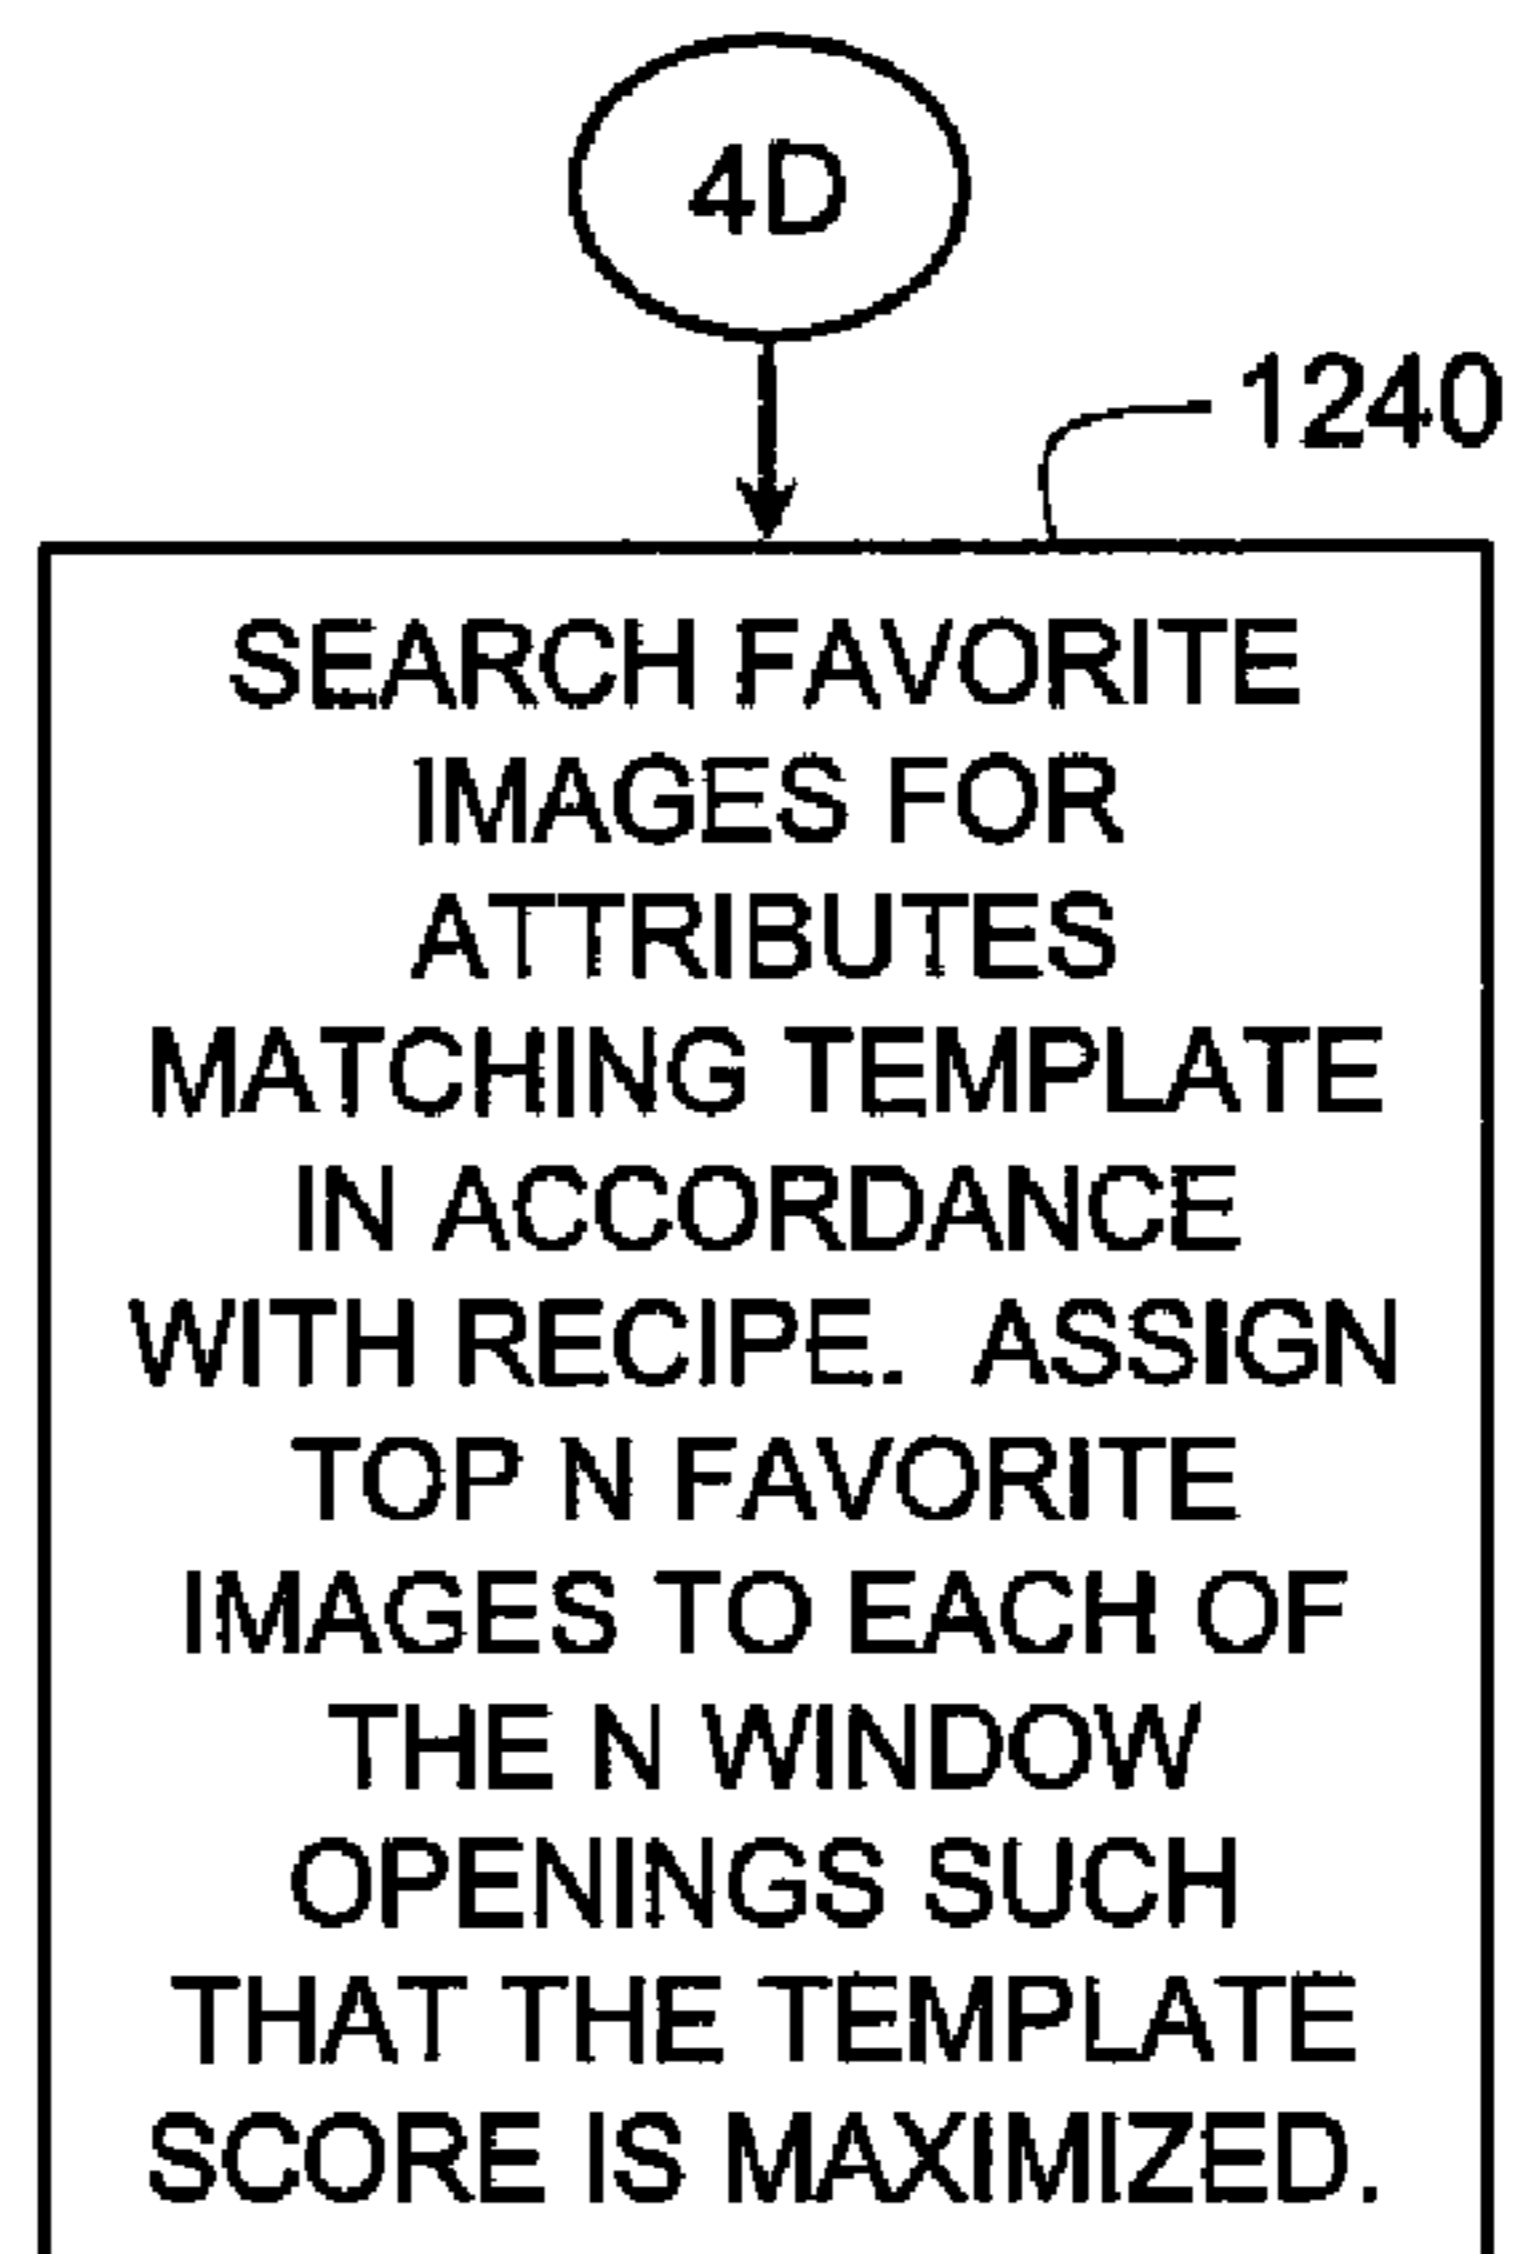 4D
1240
SEARCH FAVORITE
IMAGES FOR
ATTRIBUTES
MATCHING TEMPLATE
IN ACCORDANCE
WITH RECIPE.  ASSIGN
TOP N FAVORITE
IMAGES TO EACH OF
THE N WINDOW
OPENINGS SUCH
THAT THE TEMPLATE
SCORE IS MAXIMIZED.